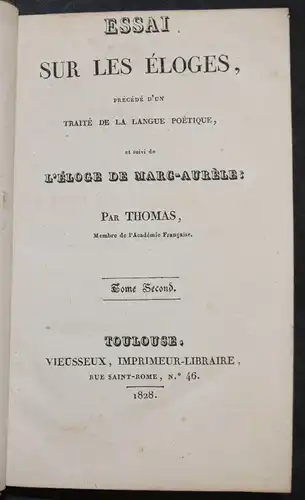 ESSAI
SUR LES ÉLOGES,
PRÉCÉDÉ D'UN
TRAITÉ DE LA LANGUE POÉTIQUE,
et suivi de
L'ÉLOGE DE MARC-AURÈLE:
PAR THOMAS,
Membre de l'Académie Française.
Tome Second.
TOULOUSE:
VIEUSSEUX, IMPRIMEUR-LIBRAIRE,
RUE SAINT-ROME, N.º 46.
1828.